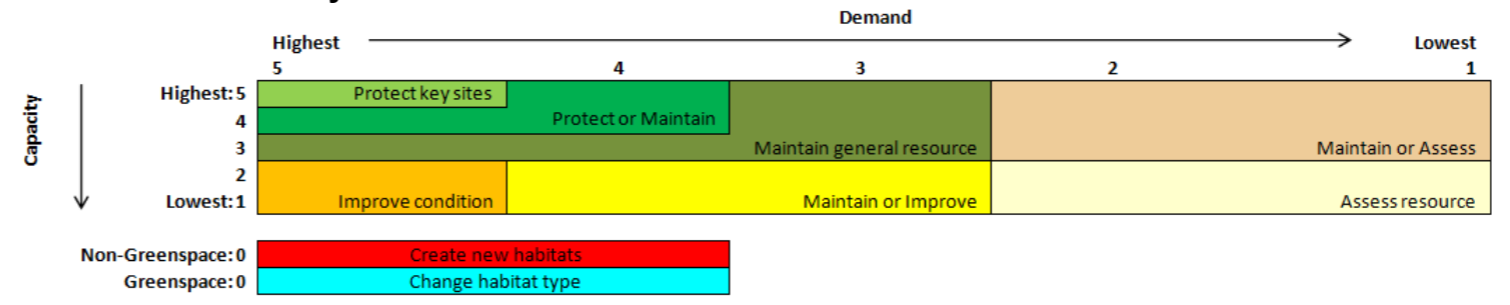 Demand
Highest Lowest
5 4 3 2 1
Capacity
Highest: 5 Protect key sites
4 Protect or Maintain
3 Maintain general resource Maintain or Assess
2
Lowest: 1 Improve condition Maintain or Improve Assess resource
Non-Greenspace: 0 Create new habitats
Greenspace: 0 Change habitat type